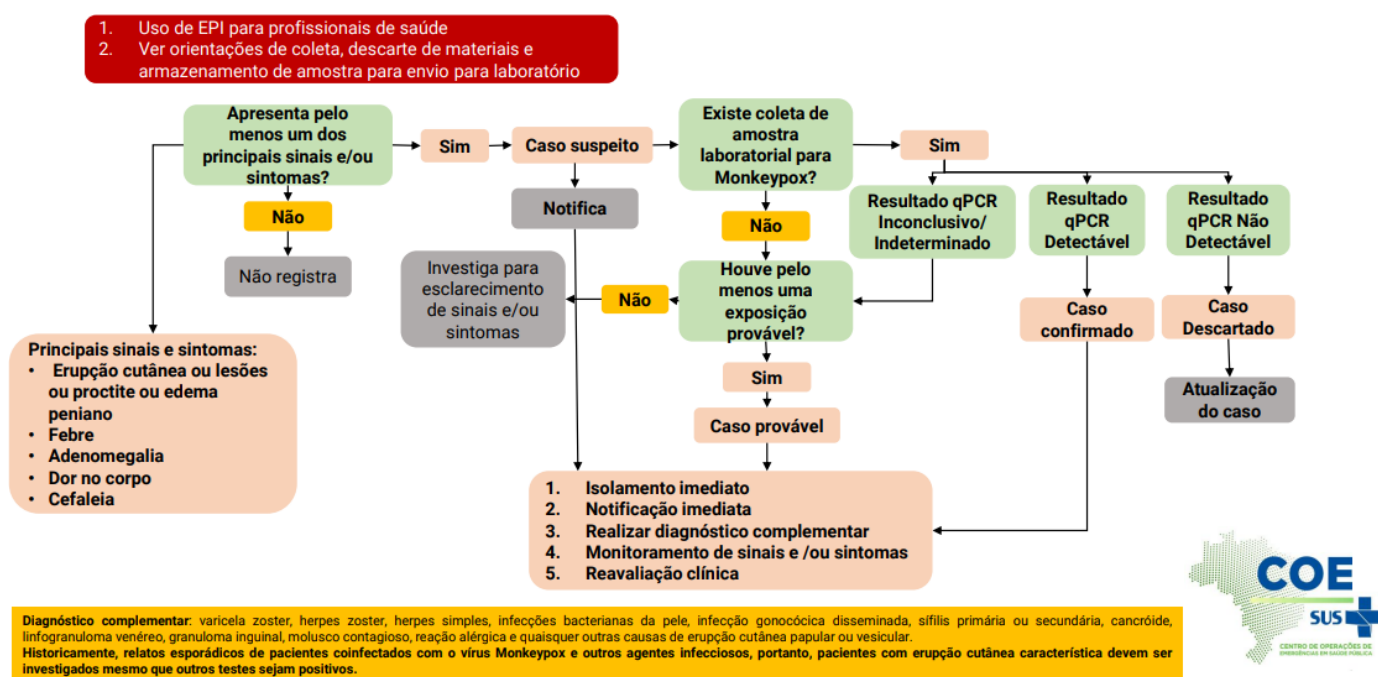 1. Uso de EPI para profissionais de saúde
2. Ver orientações de coleta, descarte de materiais e
armazenamento de amostra para envio para laboratório
Apresenta pelo
menos um dos
principais sinais e/ou
sintomas?
Sim
Caso suspeito
Existe coleta de
amostra
laboratorial para
Monkeypox?
Sim
Não
Notifica
Não
Resultado qPCR
Inconclusivo/
Indeterminado
Resultado
qPCR
Detectável
Resultado
qPCR Não
Detectável
Não registra
Investiga para
esclarecimento
de sinais e/ou
sintomas
Não
Houve pelo
menos uma
exposição
provável?
Caso
confirmado
Caso
Descartado
Principais sinais e sintomas:
• Erupção cutânea ou lesões
ou proctite ou edema
peniano
• Febre
• Adenomegalia
• Dor no corpo
• Cefaleia
Sim
Atualização
do caso
Caso provável
1. Isolamento imediato
2. Notificação imediata
3. Realizar diagnóstico complementar
4. Monitoramento de sinais e /ou sintomas
5. Reavaliação clínica
COE
SUS
CENTRO DE OPERAÇÕES DE
EMERGÊNCIAS EM SAÚDE PÚBLICA
Diagnóstico complementar: varicela zoster, herpes zoster, herpes simples, infecções bacterianas da pele, infecção gonocócica disseminada, sífilis primária ou secundária, cancróide,
linfogranuloma venéreo, granuloma inguinal, molusco contagioso, reação alérgica e quaisquer outras causas de erupção cutânea papular ou vesicular.
Historicamente, relatos esporádicos de pacientes coinfectados com o vírus Monkeypox e outros agentes infecciosos, portanto, pacientes com erupção cutânea característica devem ser
investigados mesmo que outros testes sejam positivos.